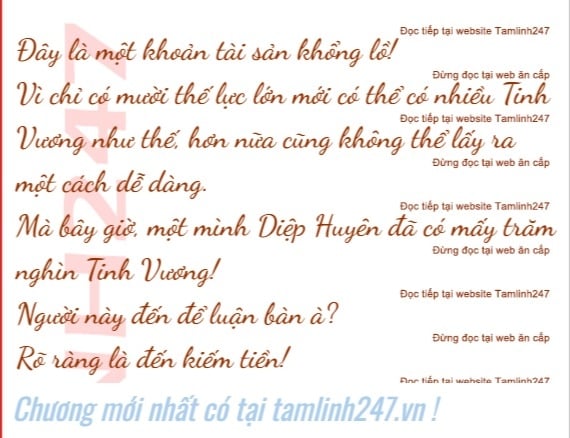 Đọc tiếp tại website Tamlinh247
Đây là một khoản tài sản khổng lồ!
Đừng đọc tại web ăn cắp
Vì chỉ có mười thế lực lớn mới có thể có nhiều Tinh
Đọc tiếp tại website Tamlinh247
Vương như thế, hơn nữa cũng không thể lấy ra
Đừng đọc tại web ăn cắp
một cách dễ dàng.
Đọc tiếp tại website Tamlinh247
Mà bây giờ, một mình Diệp Huyên đã có mấy trăm
Đừng đọc tại web ăn cắp
nghìn Tinh Vương!
Đọc tiếp tại website Tamlinh247
Người này đến để luận bàn à?
Đừng đọc tại web ăn cắp
Rõ ràng là đến kiếm tiền!
Đọc tiếp tại website Tamlinh247
NH247
Chương mới nhất có tại tamlinh247.vn !